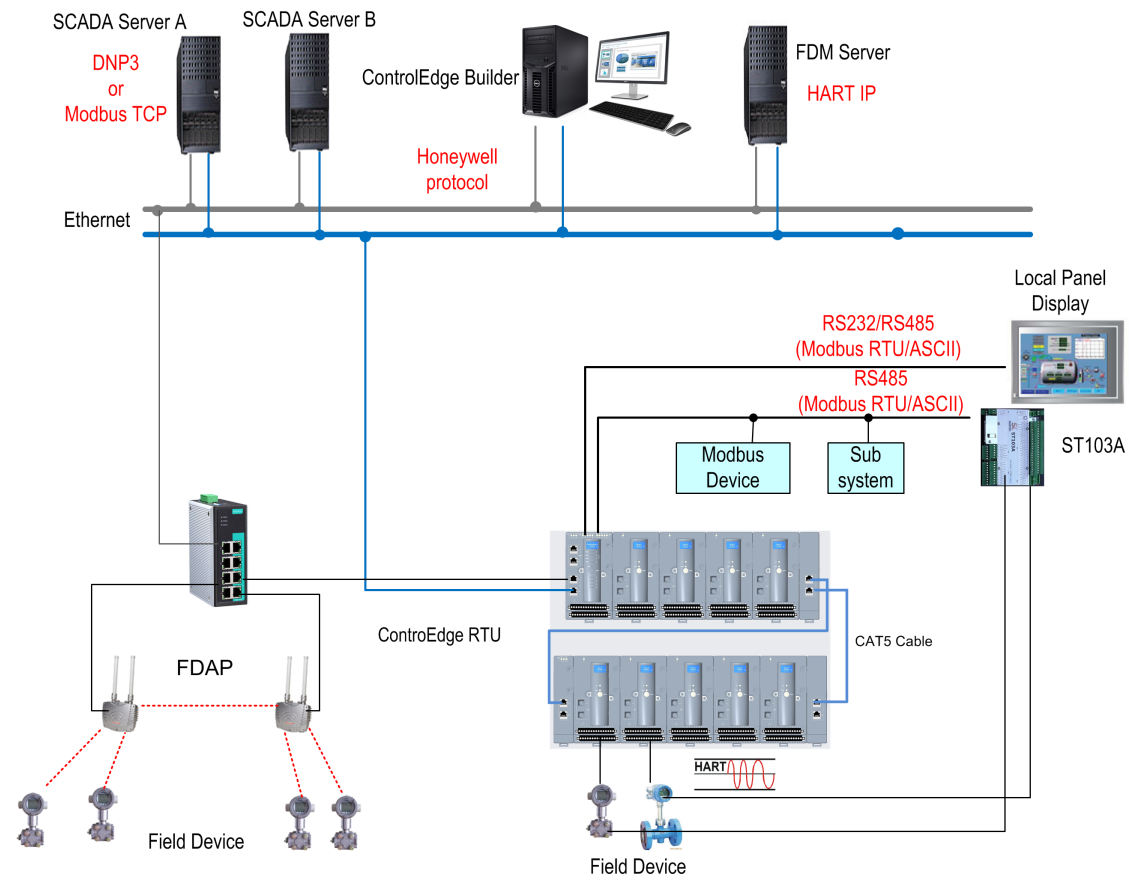 SCADA Server A
SCADA Server B
DNP3
or
Modbus TCP
ControlEdge Builder
FDM Server
HART IP
Honeywell
protocol
Ethernet
Local Panel
Display
RS232/RS485
(Modbus RTU/ASCII)
RS485
(Modbus RTU/ASCII)
Modbus
Device
Sub
system
ST103A
ST103A
ControEdge RTU
CAT5 Cable
FDAP
HART
Field Device
Field Device